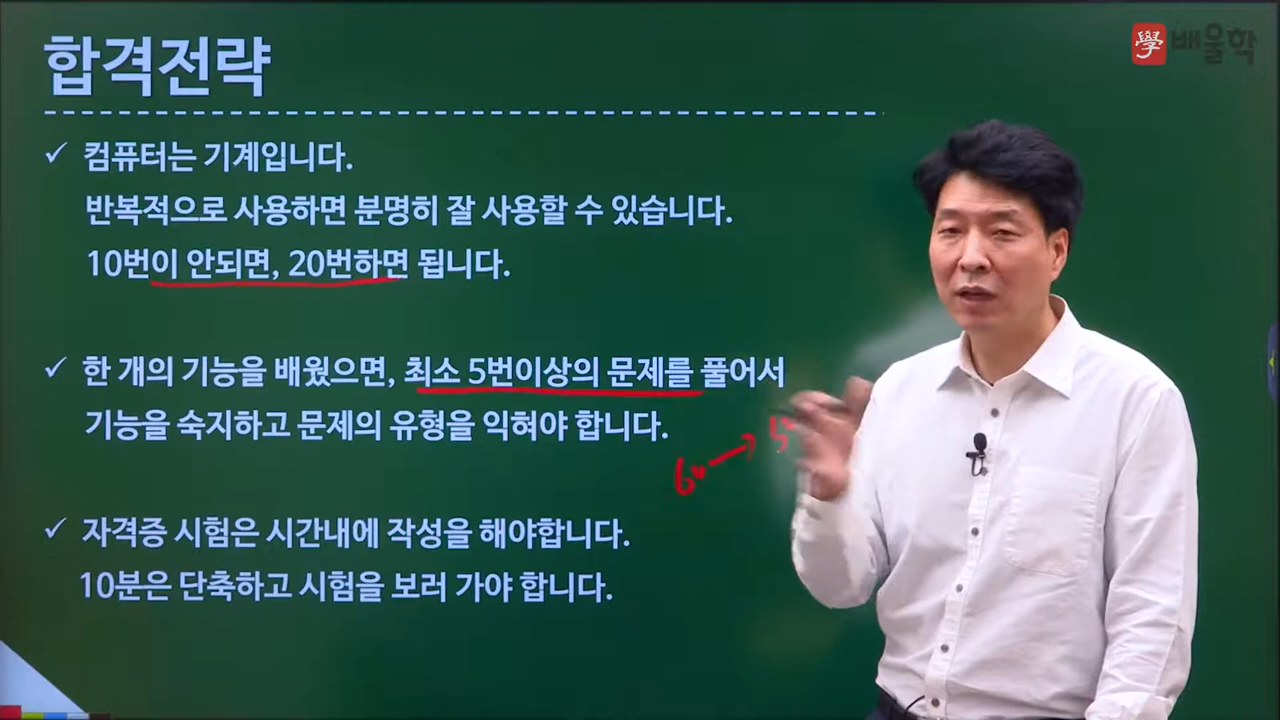 합격전략
學 배울학
✓ 컴퓨터는 기계입니다.
반복적으로 사용하면 분명히 잘 사용할 수 있습니다.
10번이 안되면, 20번하면 됩니다.
✓ 한 개의 기능을 배웠으면, 최소 5번이상의 문제를 풀어서
기능을 숙지하고 문제의 유형을 익혀야 합니다.
60 → 5
✓ 자격증 시험은 시간내에 작성을 해야합니다.
10분은 단축하고 시험을 보러 가야 합니다.